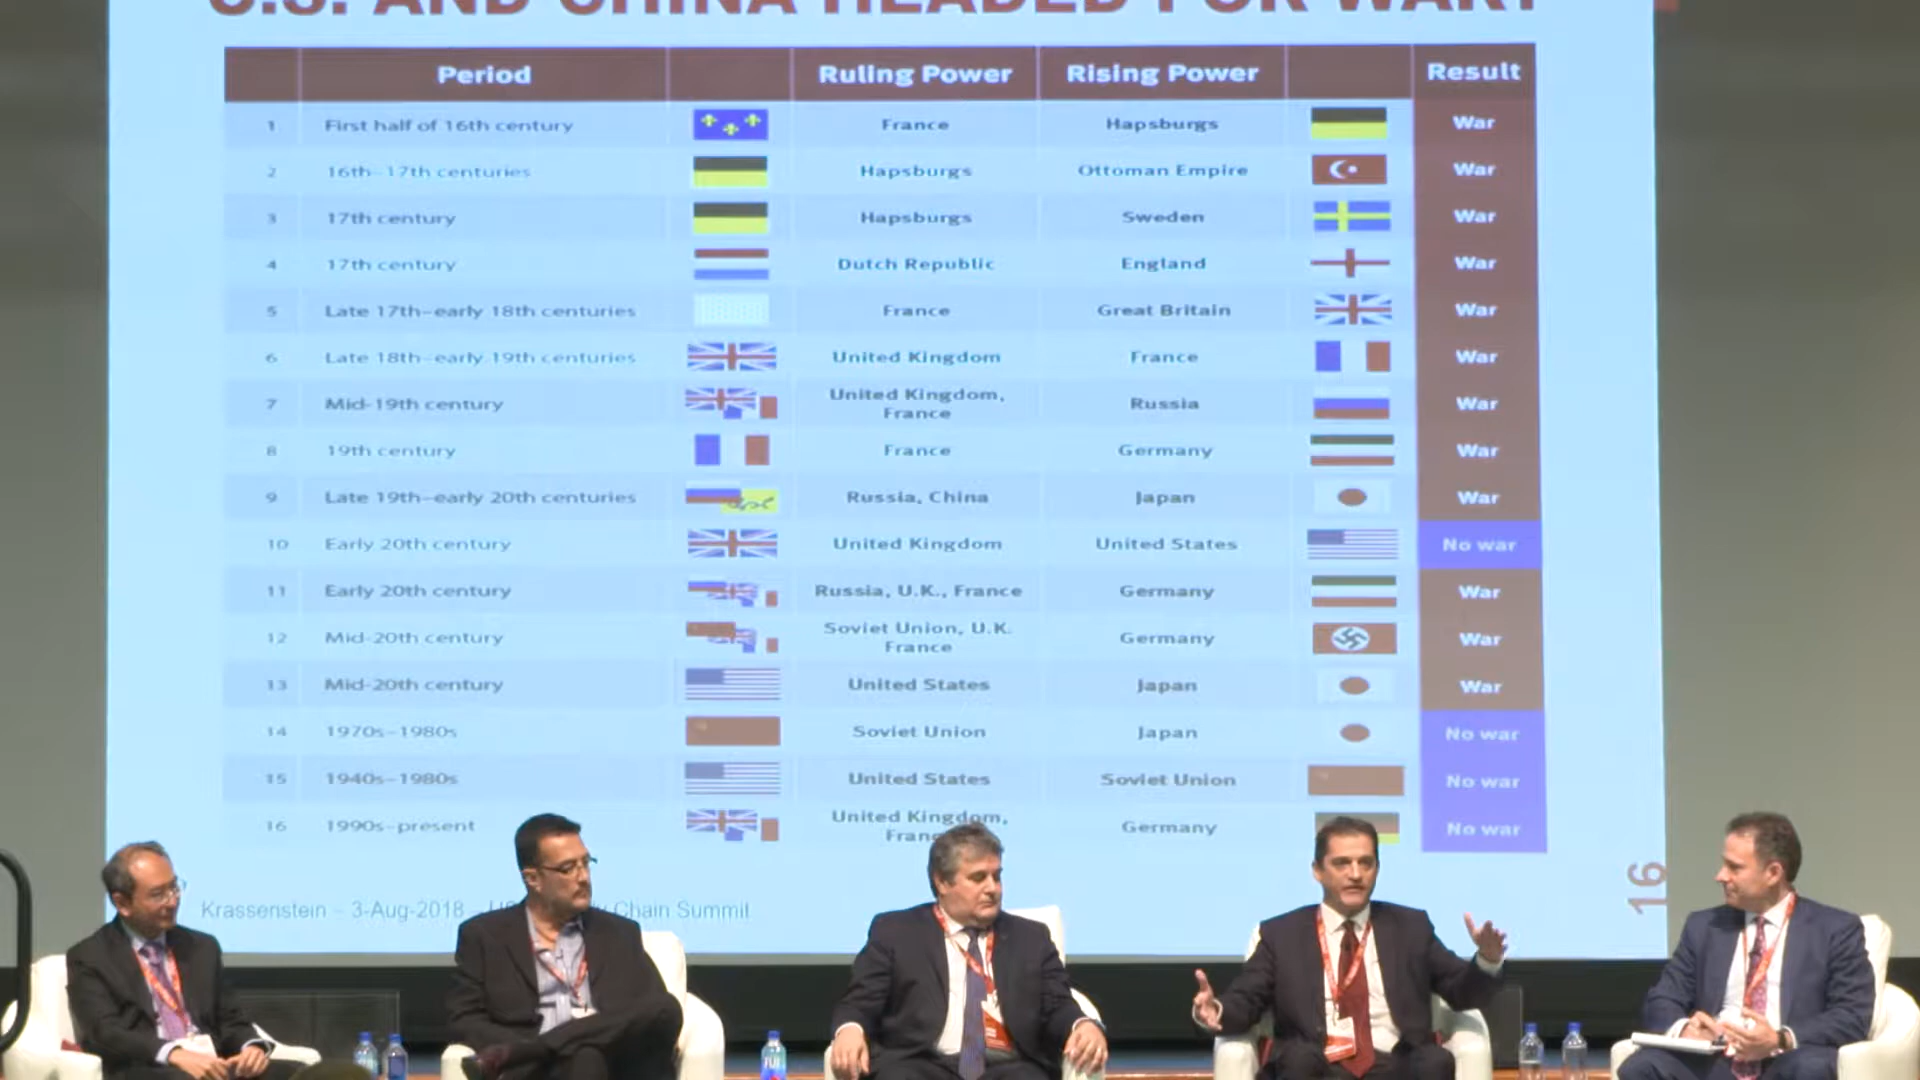 U.S. AND CHINA HEADED FOR WAR?
Period Ruling Power Rising Power Result
1 First half of 16th century France Hapsburgs War
2 16th–17th centuries Hapsburgs Ottoman Empire War
3 17th century Hapsburgs Sweden War
4 17th century Dutch Republic England War
5 Late 17th–early 18th centuries France Great Britain War
6 Late 18th–early 19th centuries United Kingdom France War
7 Mid-19th century United Kingdom, France Russia War
8 19th century France Germany War
9 Late 19th–early 20th centuries Russia, China Japan War
10 Early 20th century United Kingdom United States No war
11 Early 20th century Russia, U.K., France Germany War
12 Mid-20th century Soviet Union, U.K. France Germany War
13 Mid-20th century United States Japan War
14 1970s–1980s Soviet Union Japan No war
15 1940s–1980s United States Soviet Union No war
16 1990s–present United Kingdom, Franc Germany No war
Krassenstein – 3-Aug-2018 – Chain Summit
16
FIJI